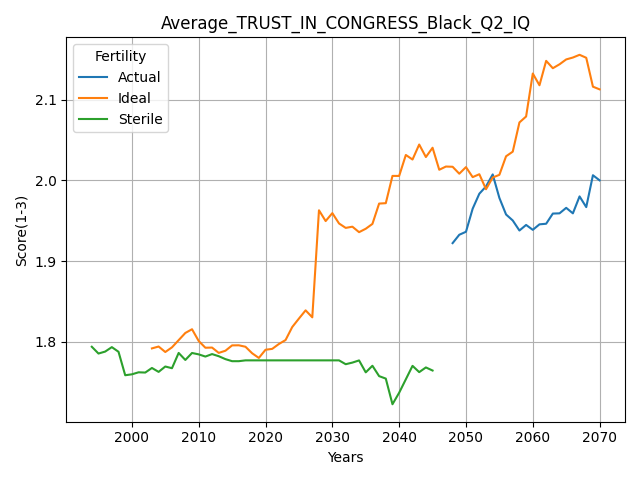 Average_TRUST_IN_CONGRESS_Black_Q2_IQ
Fertility
Actual
Ideal
Sterile
Score(1-3)
2.1
2.0
1.9
1.8
2000 2010 2020 2030 2040 2050 2060 2070
Years